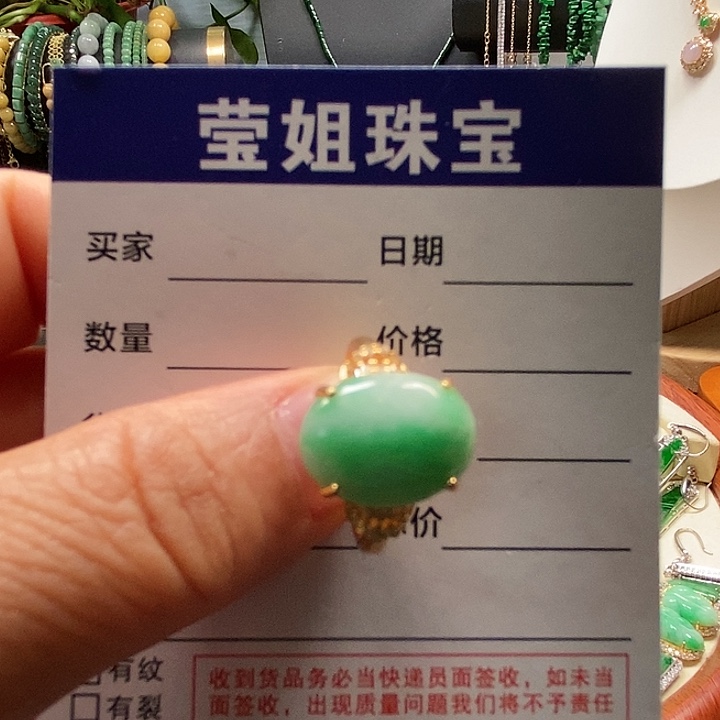 莹姐珠宝
买家 日期
数量 价格
价
有纹
有裂
收到货品务必当快递员面签收，如未当
面签收，出现质量问题我们将不予责任